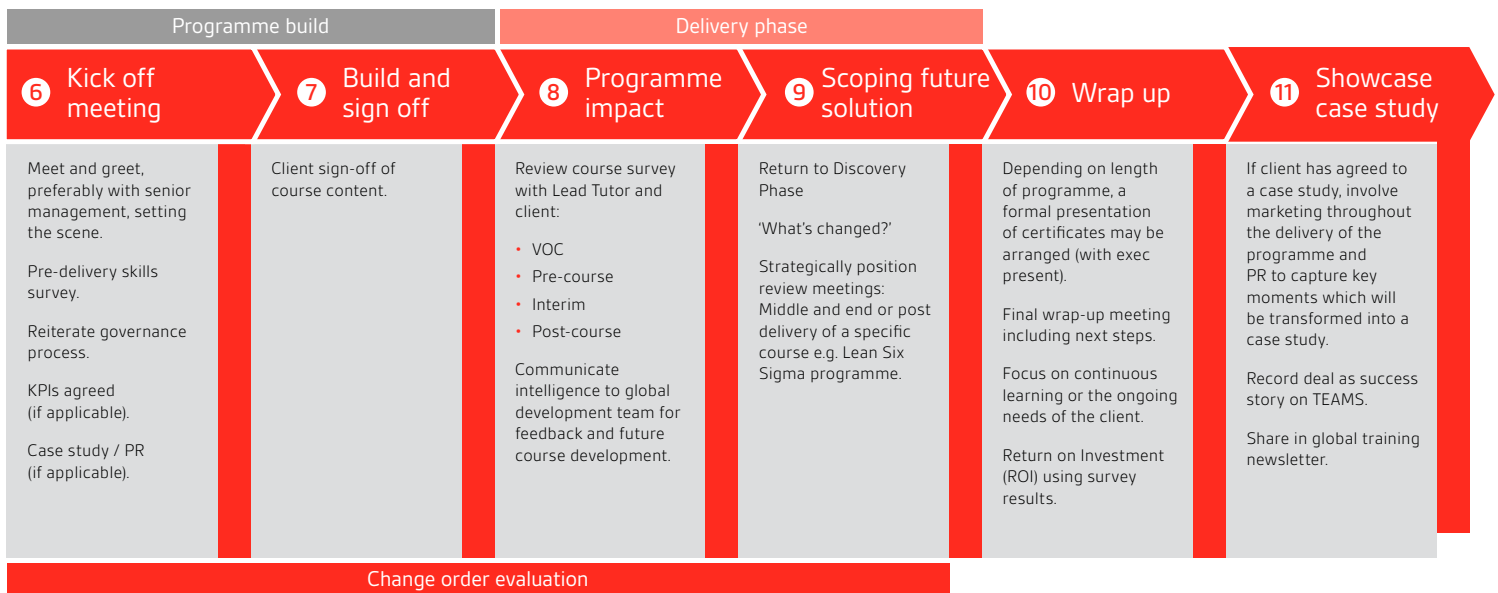 Programme build
Delivery phase
6 Kick off
meeting
7 Build and
sign off
8 Programme
impact
9 Scoping future
solution
10 Wrap up
11 Showcase
case study
Meet and greet,
preferably with senior
management, setting
the scene.
Pre-delivery skills
survey.
Reiterate governance
process.
KPIs agreed
(if applicable).
Case study / PR
(if applicable).
Client sign-off of
course content.
Review course survey
with Lead Tutor and
client:
• VOC
• Pre-course
• Interim
• Post-course
Communicate
intelligence to global
development team for
feedback and future
course development.
Return to Discovery
Phase
‘What's changed?’
Strategically position
review meetings:
Middle and end or post
delivery of a specific
course e.g. Lean Six
Sigma programme.
Depending on length
of programme, a
formal presentation
of certificates may be
arranged (with exec
present).
Final wrap-up meeting
including next steps.
Focus on continuous
learning or the ongoing
needs of the client.
Return on Investment
(ROI) using survey
results.
If client has agreed to
a case study, involve
marketing throughout
the delivery of the
programme and
PR to capture key
moments which will
be transformed into a
case study.
Record deal as success
story on TEAMS.
Share in global training
newsletter.
Change order evaluation